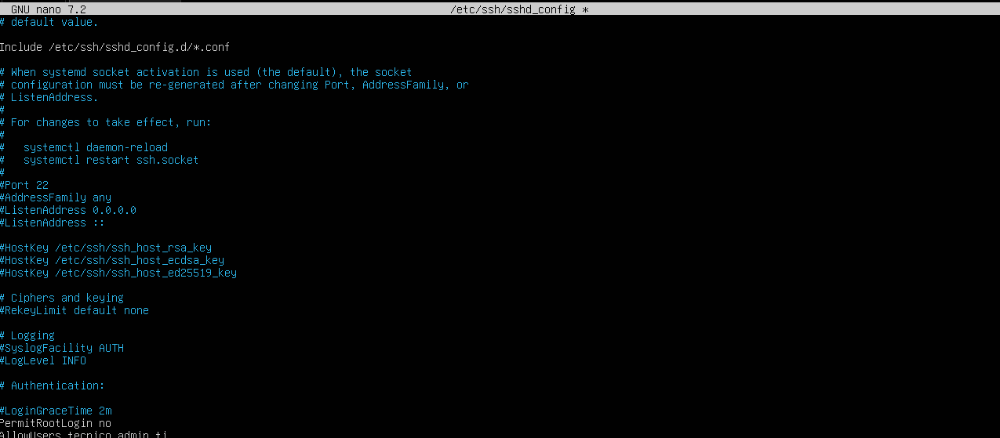 GNU nano 7.2 /etc/ssh/sshd_config *
# default value.
Include /etc/ssh/sshd_config.d/*.conf
# When systemd socket activation is used (the default), the socket
# configuration must be re-generated after changing Port, AddressFamily, or
# ListenAddress.
#
# For changes to take effect, run:
#
#   systemctl daemon-reload
#   systemctl restart ssh.socket
#
#Port 22
#AddressFamily any
#ListenAddress 0.0.0.0
#ListenAddress ::
#HostKey /etc/ssh/ssh_host_rsa_key
#HostKey /etc/ssh/ssh_host_ecdsa_key
#HostKey /etc/ssh/ssh_host_ed25519_key
# Ciphers and keying
#RekeyLimit default none
# Logging
#SyslogFacility AUTH
#LogLevel INFO
# Authentication:
#LoginGraceTime 2m
PermitRootLogin no
AllowUsers tecnico admin_ti